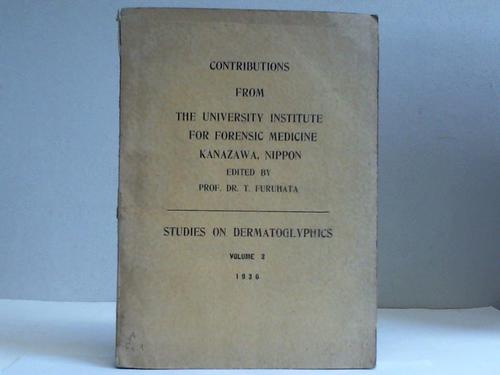 CONTRIBUTIONS
FROM
THE UNIVERSITY INSTITUTE
FOR FORENSIC MEDICINE
KANAZAWA, NIPPON
EDITED BY
PROF. DR. T. FURUHATA
STUDIES ON DERMATOGLYPHICS
VOLUME 2
1936